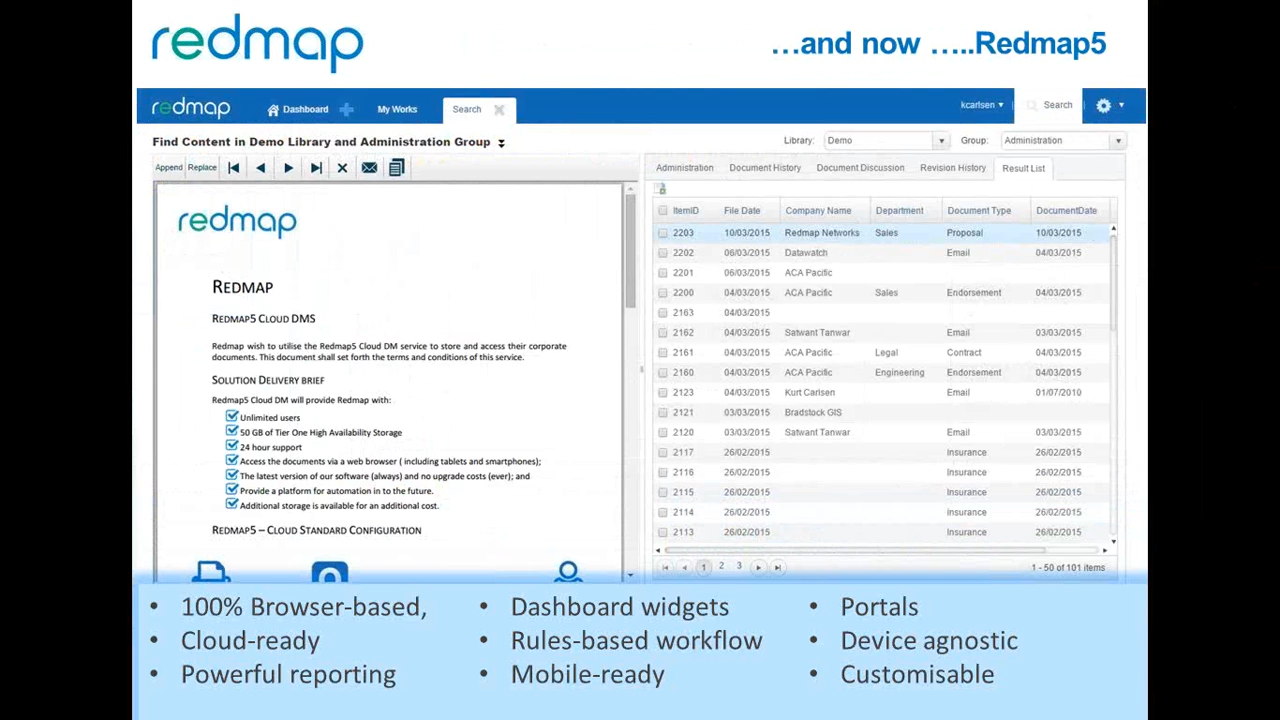 redmap
…and now …..Redmap5
redmap Dashboard My Works Search kcarlsen Search
Find Content in Demo Library and Administration Group Library: Demo Group: Administration
Append Replace
Administration Document History Document Discussion Revision History Result List
redmap
REDMAP
REDMAP5 CLOUD DMS
Redmap wish to utilise the Redmap5 Cloud DM service to store and access their corporate
documents. This document shall set forth the terms and conditions of this service.
SOLUTION DELIVERY BRIEF
Redmap5 Cloud DM will provide Redmap with:
Unlimited users
50 GB of Tier One High Availability Storage
24 hour support
Access the documents via a web browser ( including tablets and smartphones);
The latest version of our software (always) and no upgrade costs (ever); and
Provide a platform for automation in to the future.
Additional storage is available for an additional cost.
REDMAP5 – CLOUD STANDARD CONFIGURATION
ItemID File Date Company Name Department Document Type DocumentDate
2203 10/03/2015 Redmap Networks Sales Proposal 10/03/2015
2202 06/03/2015 Datawatch Email 04/03/2015
2201 06/03/2015 ACA Pacific
2200 04/03/2015 ACA Pacific Sales Endorsement 04/03/2015
2163 04/03/2015
2162 04/03/2015 Satwant Tanwar Email 03/03/2015
2161 04/03/2015 ACA Pacific Legal Contract 04/03/2015
2160 04/03/2015 ACA Pacific Engineering Endorsement 04/03/2015
2123 04/03/2015 Kurt Carlsen Email 01/07/2010
2121 03/03/2015 Bradstock GIS
2120 03/03/2015 Satwant Tanwar Email 03/03/2015
2117 26/02/2015 Insurance 26/02/2015
2116 26/02/2015 Insurance 26/02/2015
2115 26/02/2015 Insurance 26/02/2015
2114 26/02/2015 Insurance 26/02/2015
2113 26/02/2015 Insurance 26/02/2015
1 2 3 1 - 50 of 101 items
• 100% Browser-based,
• Cloud-ready
• Powerful reporting
• Dashboard widgets
• Rules-based workflow
• Mobile-ready
• Portals
• Device agnostic
• Customisable